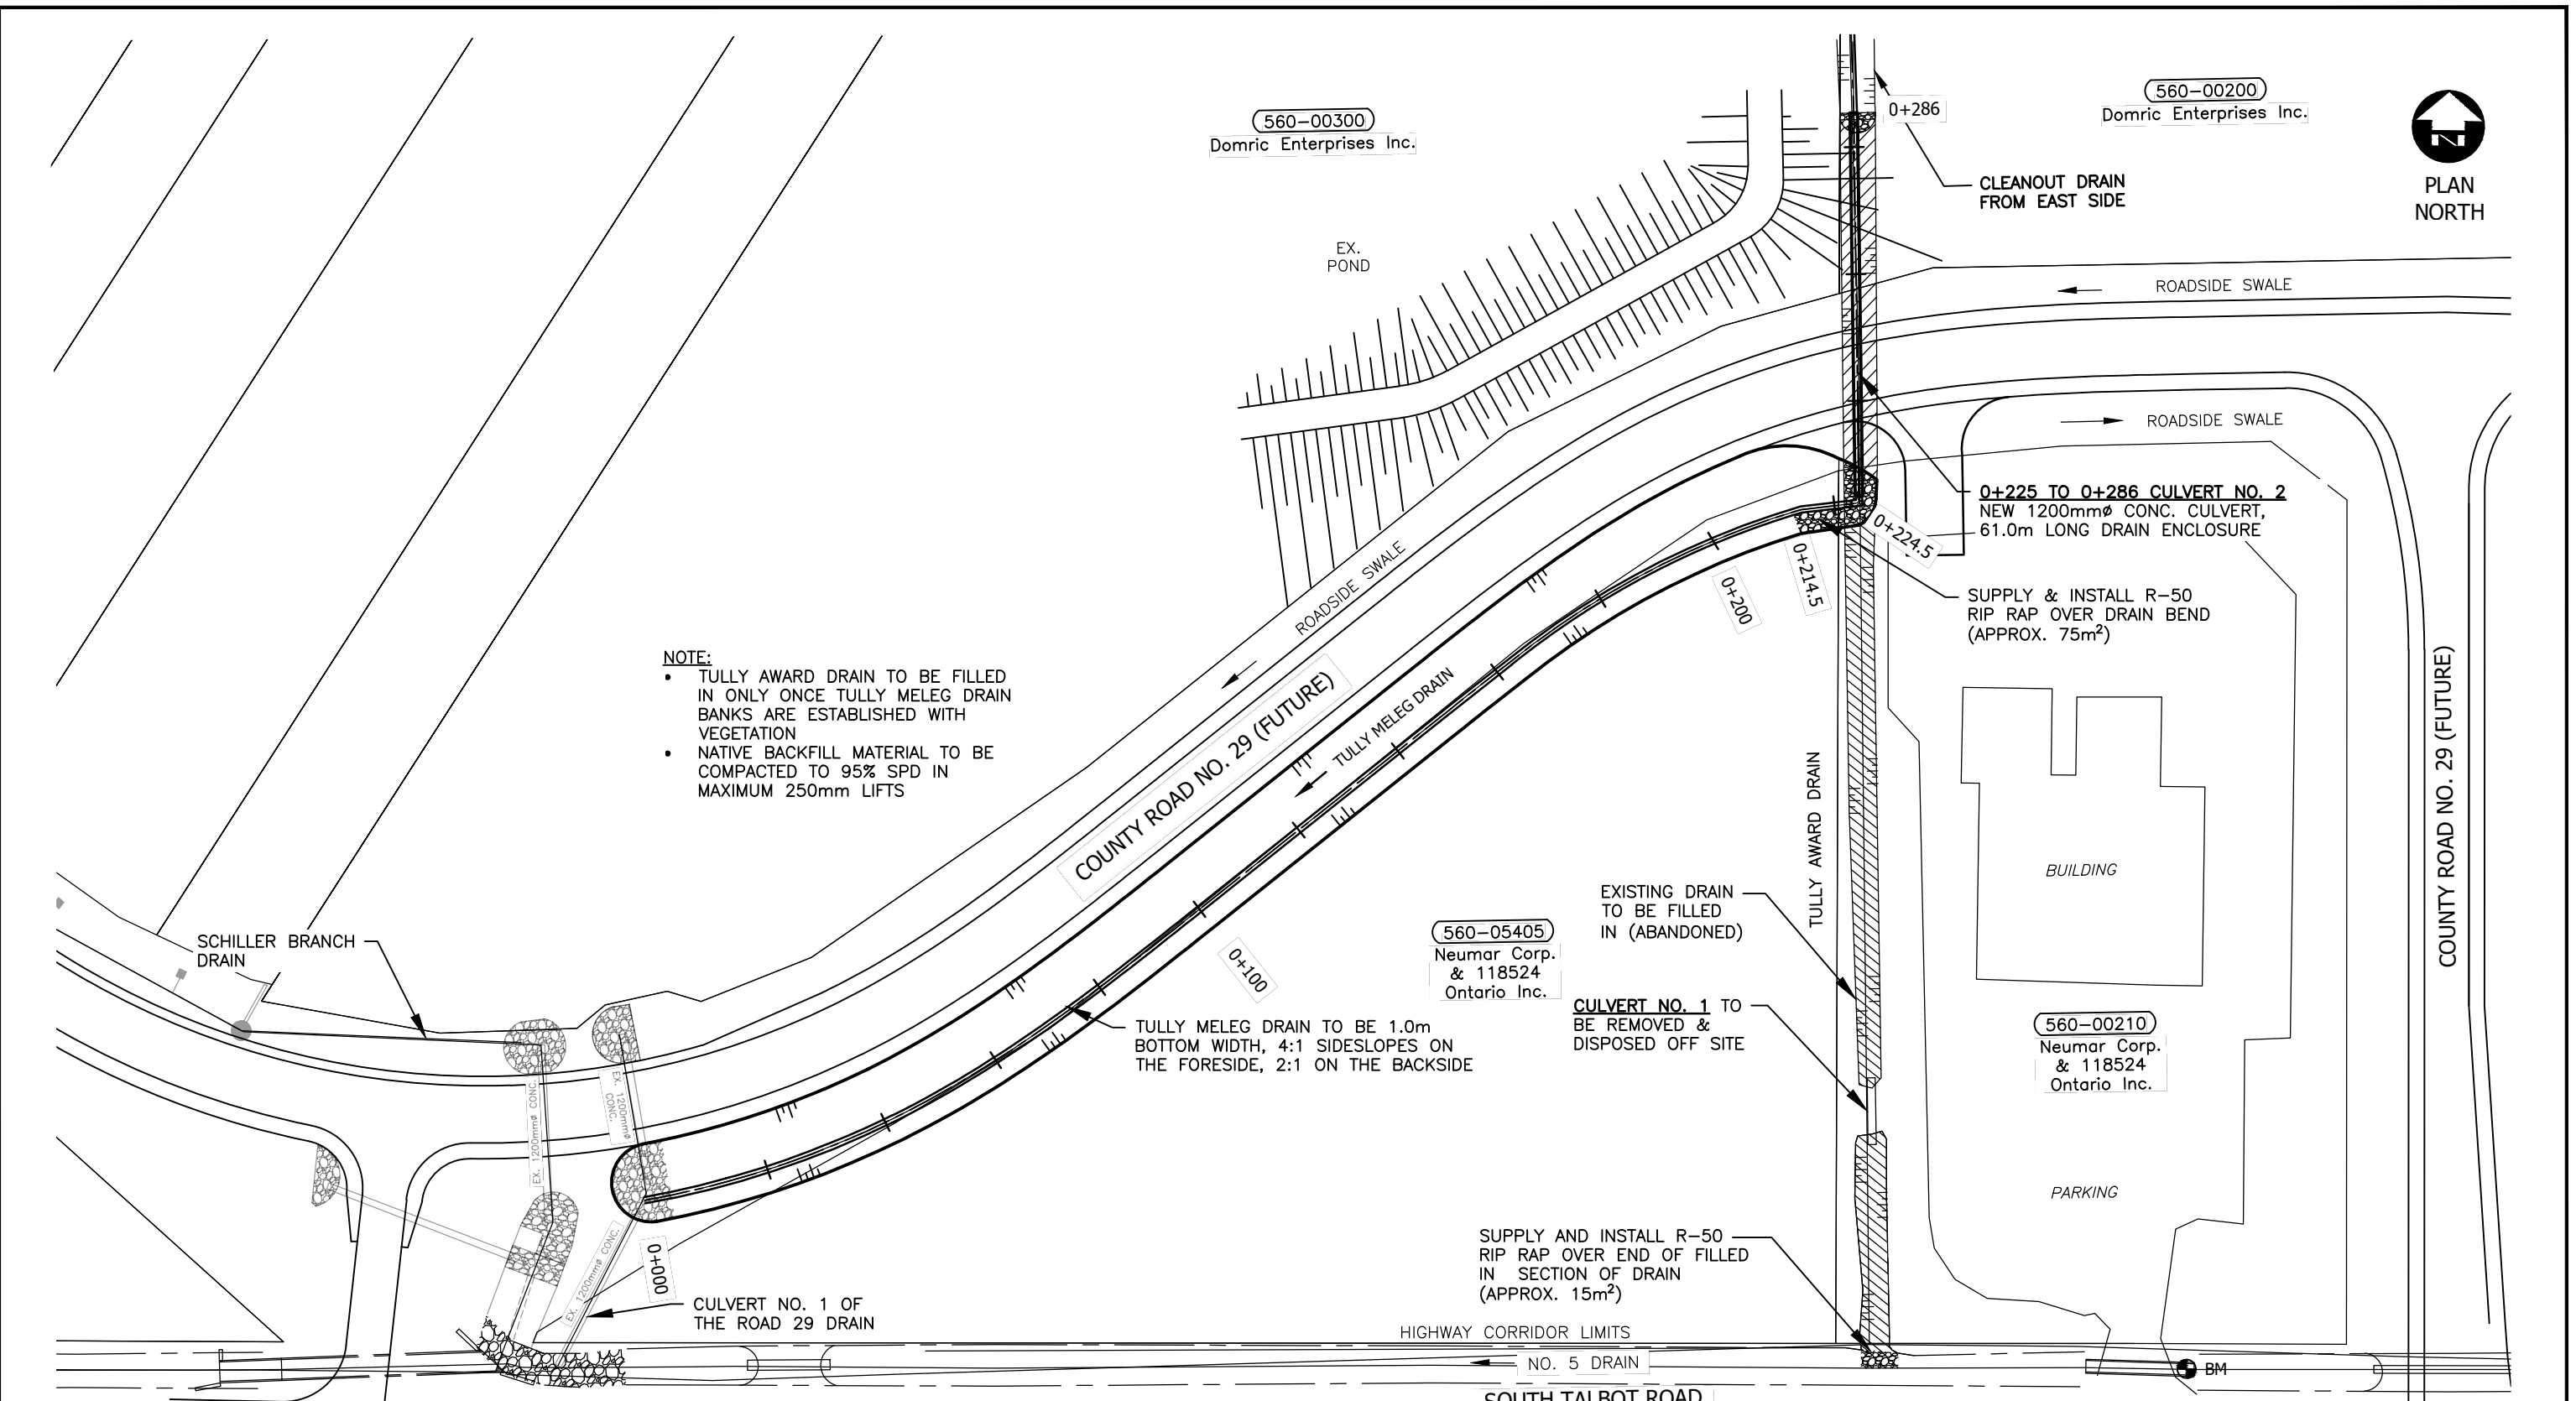 560-00300
Domric Enterprises Inc.
0+286
560-00200
Domric Enterprises Inc.
N
PLAN
NORTH
CLEANOUT DRAIN
FROM EAST SIDE
EX.
POND
ROADSIDE SWALE
ROADSIDE SWALE
0+225 TO 0+286 CULVERT NO. 2
NEW 1200mmø CONC. CULVERT,
61.0m LONG DRAIN ENCLOSURE
0+224.5
0+214.5
0+200
SUPPLY & INSTALL R-50
RIP RAP OVER DRAIN BEND
(APPROX. 75m²)
ROADSIDE SWALE
NOTE:
• TULLY AWARD DRAIN TO BE FILLED
IN ONLY ONCE TULLY MELEG DRAIN
BANKS ARE ESTABLISHED WITH
VEGETATION
• NATIVE BACKFILL MATERIAL TO BE
COMPACTED TO 95% SPD IN
MAXIMUM 250mm LIFTS
COUNTY ROAD NO. 29 (FUTURE)
TULLY MELEG DRAIN
TULLY AWARD DRAIN
COUNTY ROAD NO. 29 (FUTURE)
BUILDING
EXISTING DRAIN
TO BE FILLED
IN (ABANDONED)
560-05405
Neumar Corp.
& 118524
Ontario Inc.
0+100
SCHILLER BRANCH
DRAIN
CULVERT NO. 1 TO
BE REMOVED &
DISPOSED OFF SITE
TULLY MELEG DRAIN TO BE 1.0m
BOTTOM WIDTH, 4:1 SIDESLOPES ON
THE FORESIDE, 2:1 ON THE BACKSIDE
560-00210
Neumar Corp.
& 118524
Ontario Inc.
EX. 1200mmø CONC.
EX. 1200mmø
CONC.
PARKING
EX. 1200mmø CONC.
0+000
SUPPLY AND INSTALL R-50
RIP RAP OVER END OF FILLED
IN SECTION OF DRAIN
(APPROX. 15m²)
CULVERT NO. 1 OF
THE ROAD 29 DRAIN
HIGHWAY CORRIDOR LIMITS
NO. 5 DRAIN
BM
SOUTH TALBOT ROAD